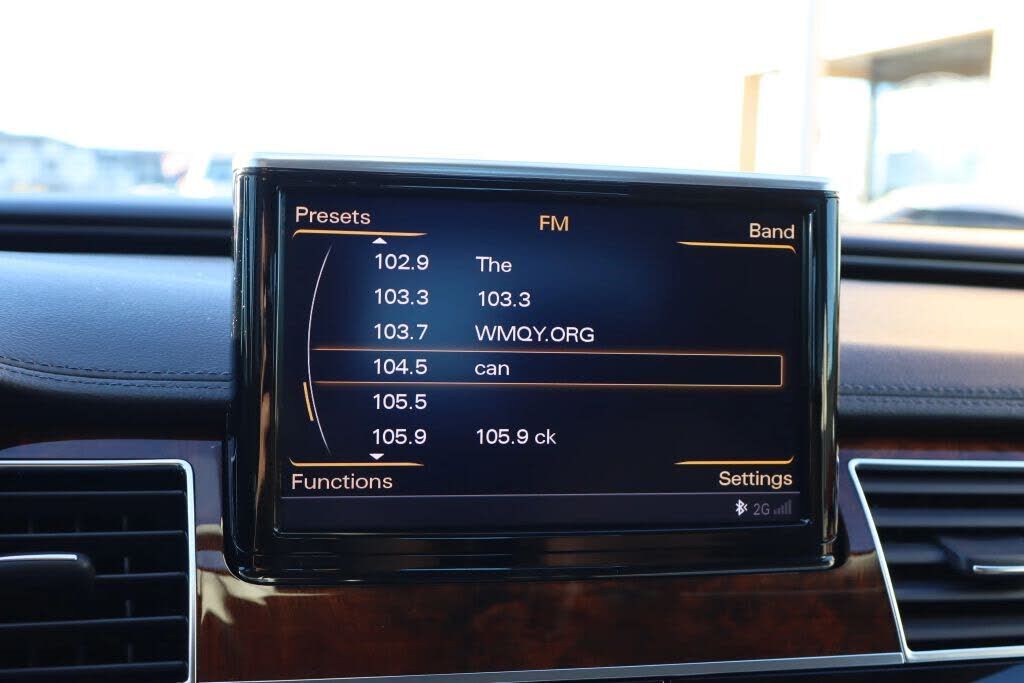 Presets FM Band
102.9 The
103.3 103.3
103.7 WMQY.ORG
104.5 can
105.5
105.9 105.9 ck
Functions Settings
2G